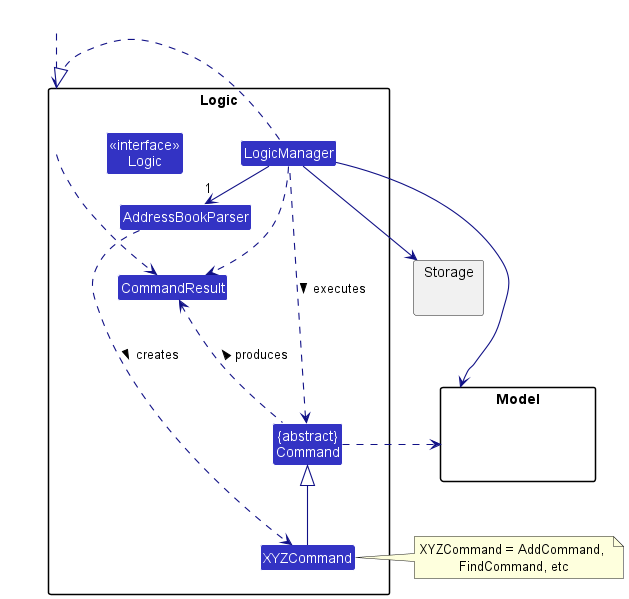 Logic
«interface»
Logic
LogicManager
1
AddressBookParser
Storage
CommandResult
executes
creates
produces
Model
{abstract}
Command
XYZCommand
XYZCommand = AddCommand,
FindCommand, etc